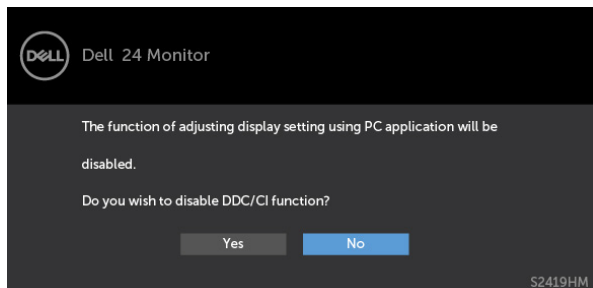 DELL Dell 24 Monitor
The function of adjusting display setting using PC application will be
disabled.
Do you wish to disable DDC/CI function?
Yes No
S2419HM